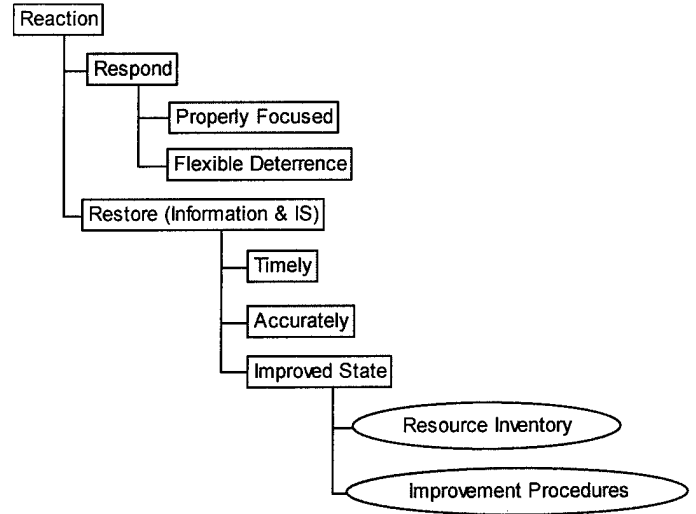 Reaction
Respond
Properly Focused
Flexible Deterrence
Restore (Information & IS)
Timely
Accurately
Improved State
Resource Inventory
Improvement Procedures